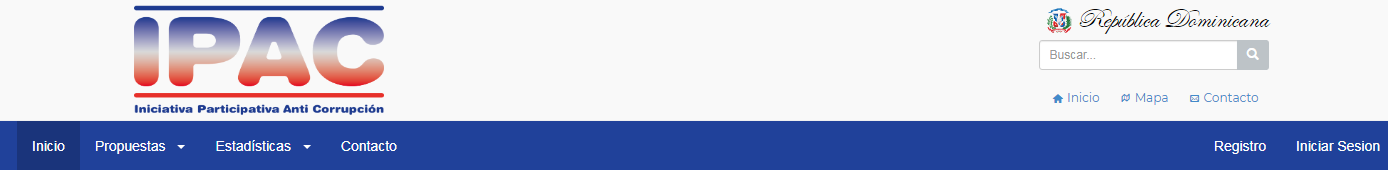 IPAC
Iniciativa Participativa Anti Corrupción
República Dominicana
Buscar...
Inicio Mapa Contacto
Inicio Propuestas Estadísticas Contacto Registro Iniciar Sesion